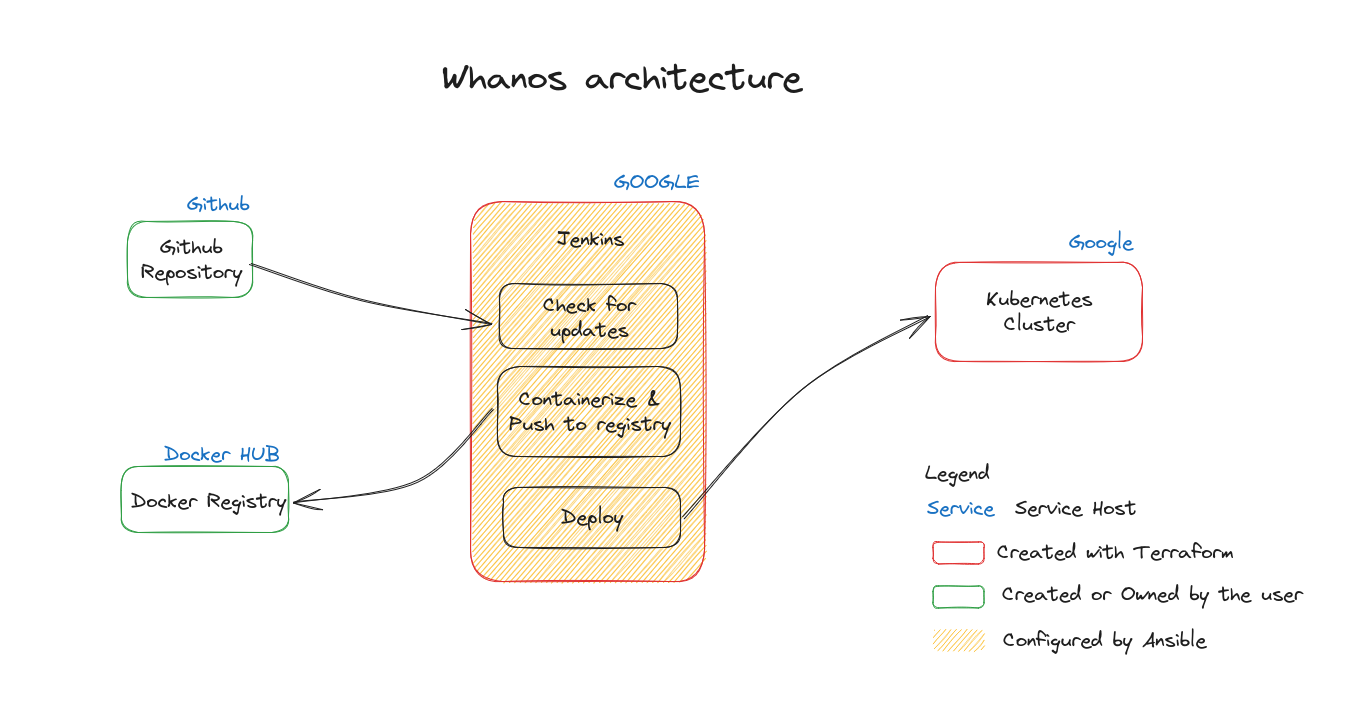 Whanos architecture
Github
Github
Repository
GOOGLE
Jenkins
Check for
updates
Containerize &
Push to registry
Deploy
Docker HUB
Docker Registry
Google
Kubernetes
Cluster
Legend
Service Service Host
Created with Terraform
Created or Owned by the user
Configured by Ansible